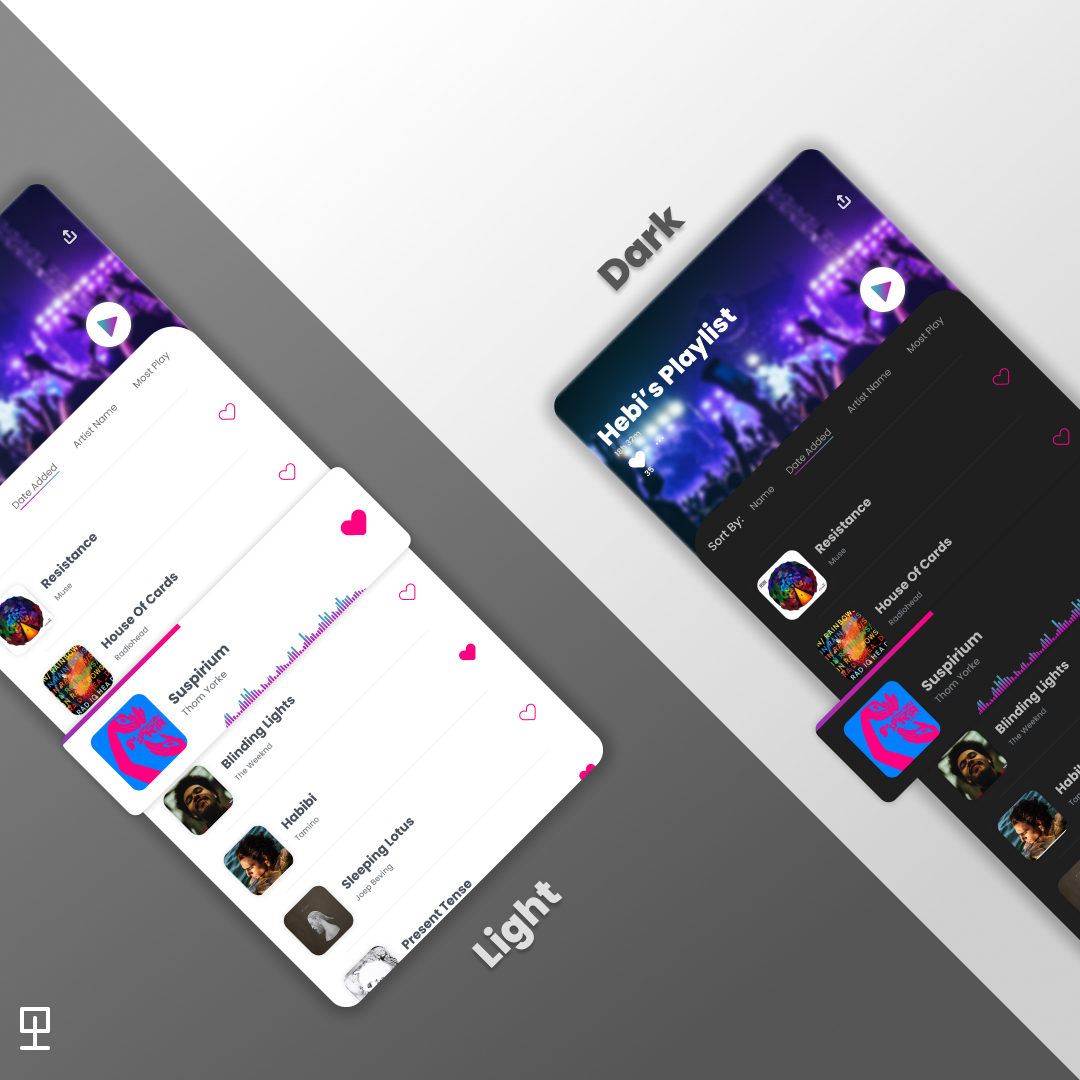 Date Added
Artist Name
Most Play
Resistance
Muse
House Of Cards
Radiohead
Suspirium
Thom Yorke
Blinding Lights
The Weeknd
Habibi
Tamino
Sleeping Lotus
Joep Beving
Present Tense
Light
Dark
Hebi's Playlist
35
Sort By:
Name
Date Added
Artist Name
Most Play
Resistance
Muse
House Of Cards
Radiohead
Suspirium
Thom Yorke
Blinding Lights
The Weeknd